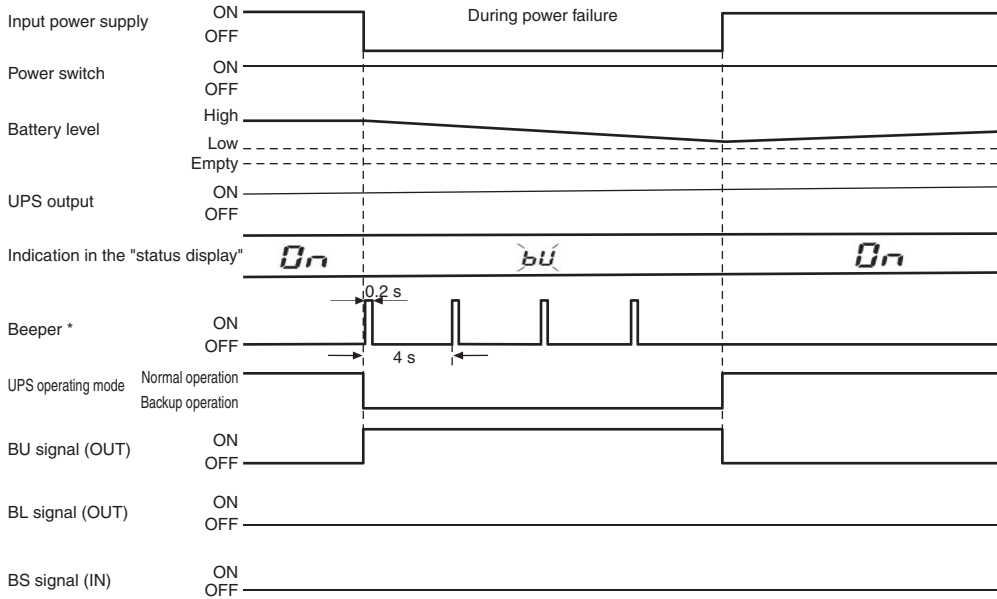 Input power supply
ON
OFF
During power failure
Power switch
ON
OFF
Battery level
High
Low
Empty
UPS output
ON
OFF
Indication in the "status display"
On
bU
On
0.2 s
Beeper *
ON
OFF
4 s
UPS operating mode
Normal operation
Backup operation
BU signal (OUT)
ON
OFF
BL signal (OUT)
ON
OFF
BS signal (IN)
ON
OFF